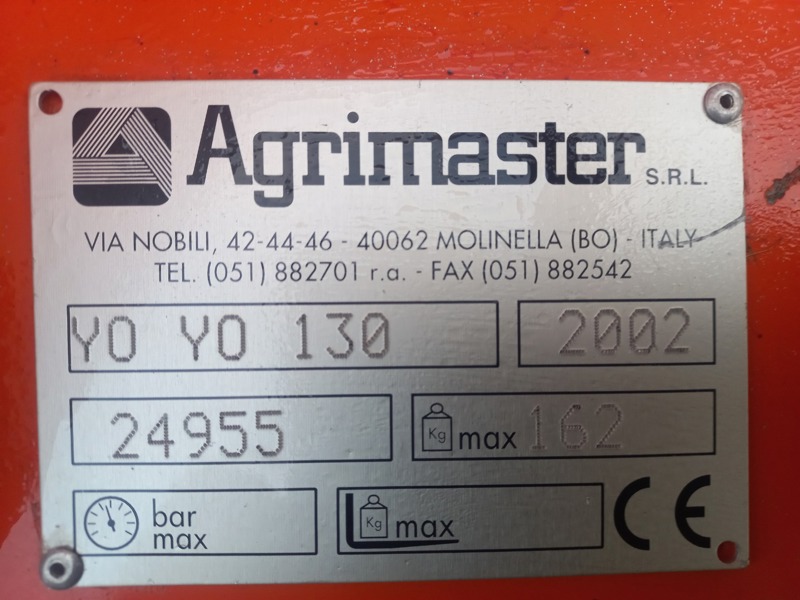 Agrimaster S.R.L.
VIA NOBILI, 42-44-46 - 40062 MOLINELLA (BO) - ITALY
TEL. (051) 882701 r.a. - FAX (051) 882542
YO YO 130 2002
24955 Kg max 162
bar max Kg max CE